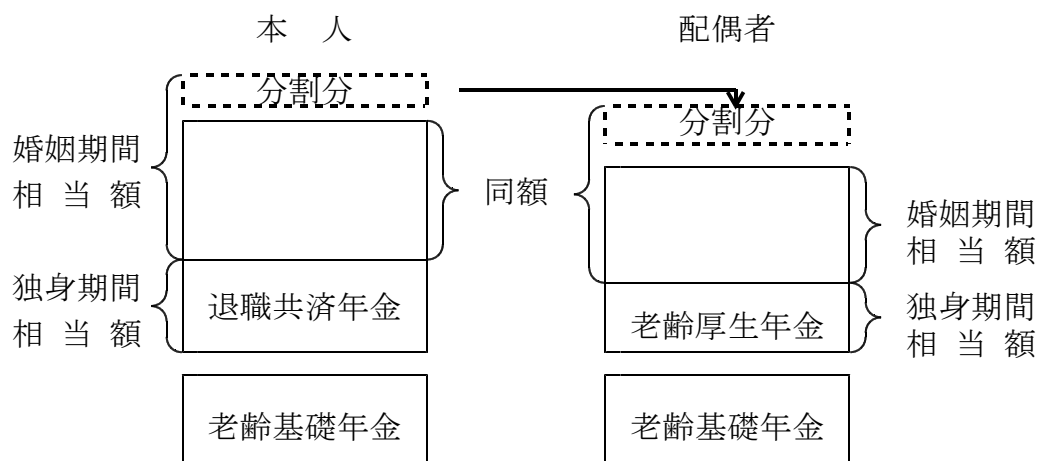 本　人
配偶者
分割分
分割分
婚姻期間
相　当　額
同額
婚姻期間
相　当　額
独身期間
相　当　額
退職共済年金
老齢厚生年金
独身期間
相　当　額
老齢基礎年金
老齢基礎年金